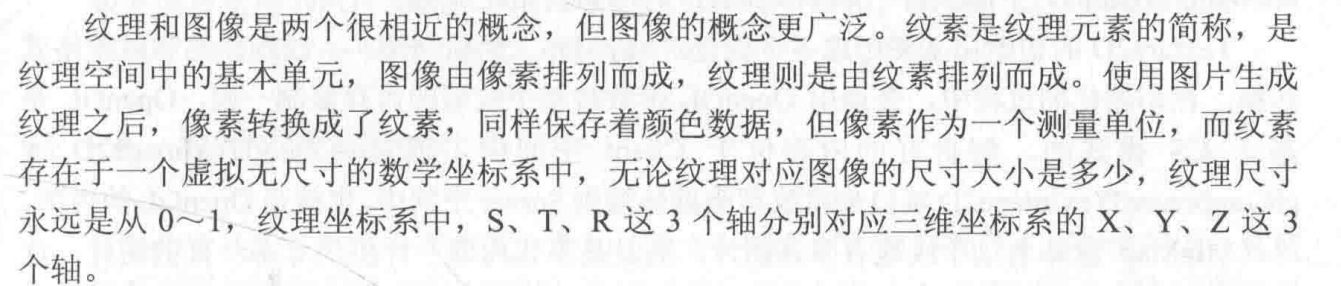 纹理和图像是两个很相近的概念，但图像的概念更广泛。纹素是纹理元素的简称，是
纹理空间中的基本单元，图像由像素排列而成，纹理则是由纹素排列而成。使用图片生成
纹理之后，像素转换成了纹素，同样保存着颜色数据，但像素作为一个测量单位，而纹素
存在于一个虚拟无尺寸的数学坐标系中，无论纹理对应图像的尺寸大小是多少，纹理尺寸
永远是从 0～1，纹理坐标系中，S、T、R 这 3 个轴分别对应三维坐标系的 X、Y、Z 这 3
个轴。